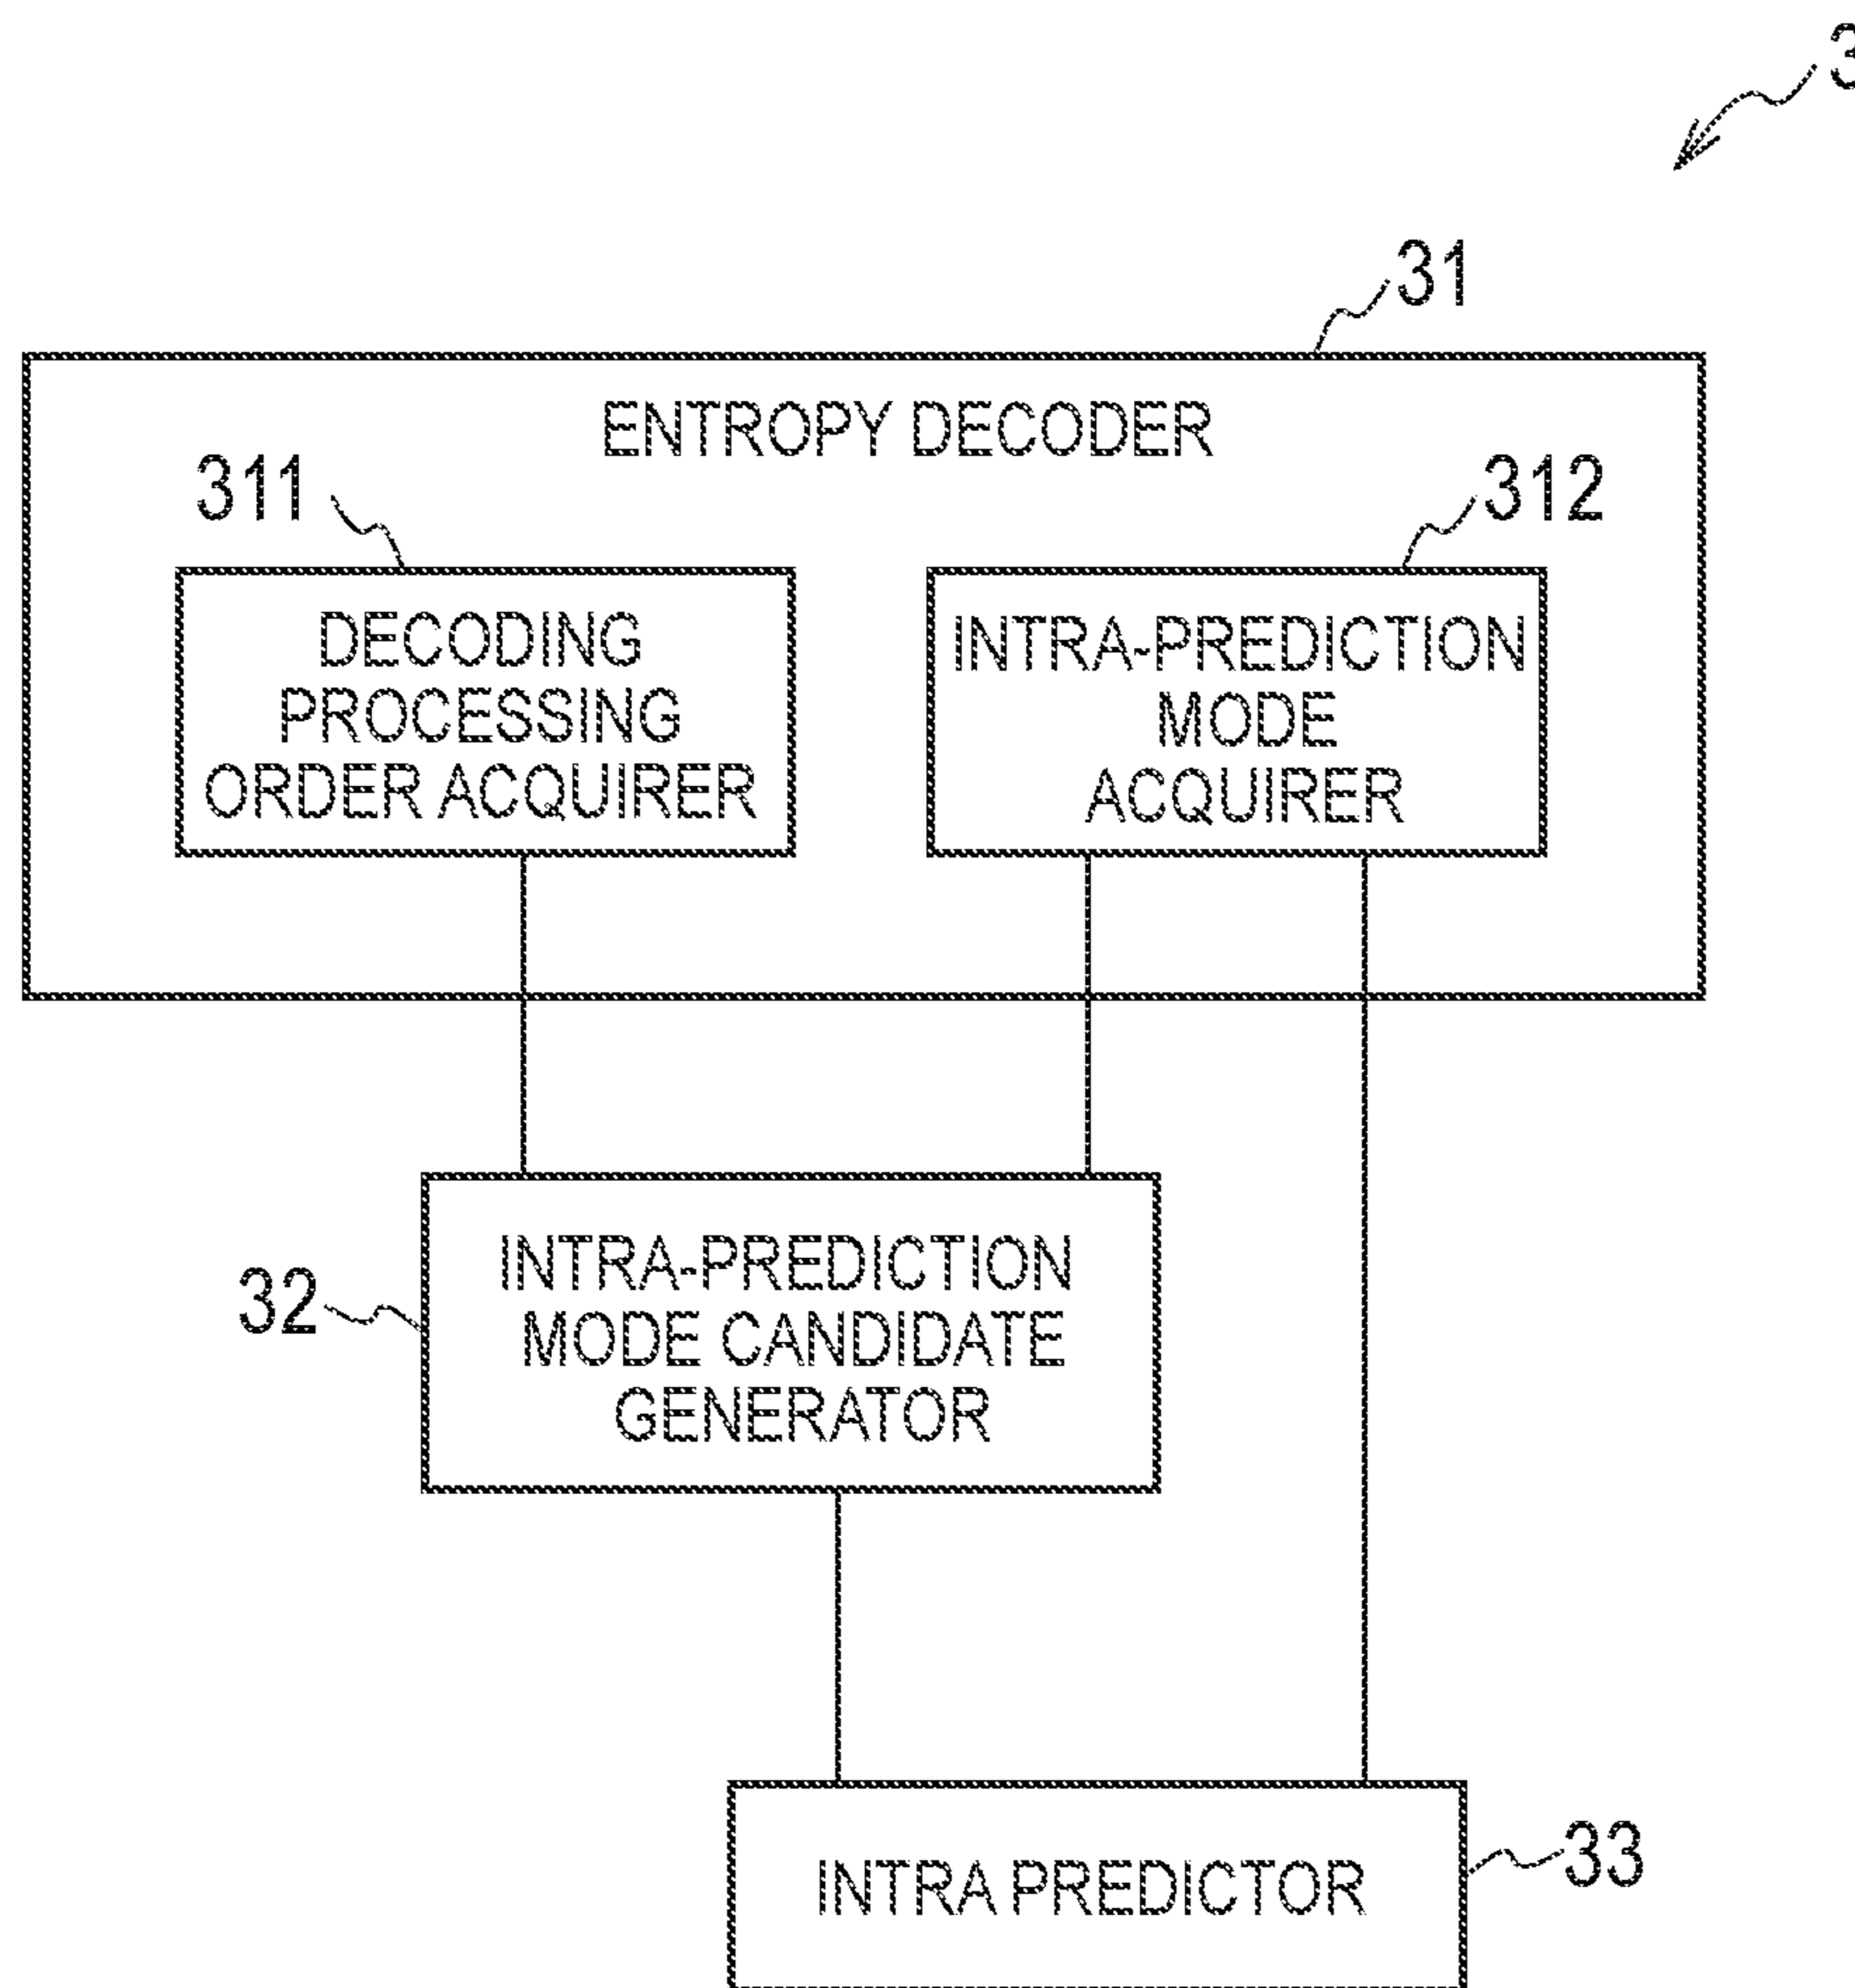 3
31
ENTROPY DECODER
311
312
DECODING
PROCESSING
ORDER ACQUIRER
INTRA-PREDICTION
MODE
ACQUIRER
32
INTRA-PREDICTION
MODE CANDIDATE
GENERATOR
33
INTRA PREDICTOR